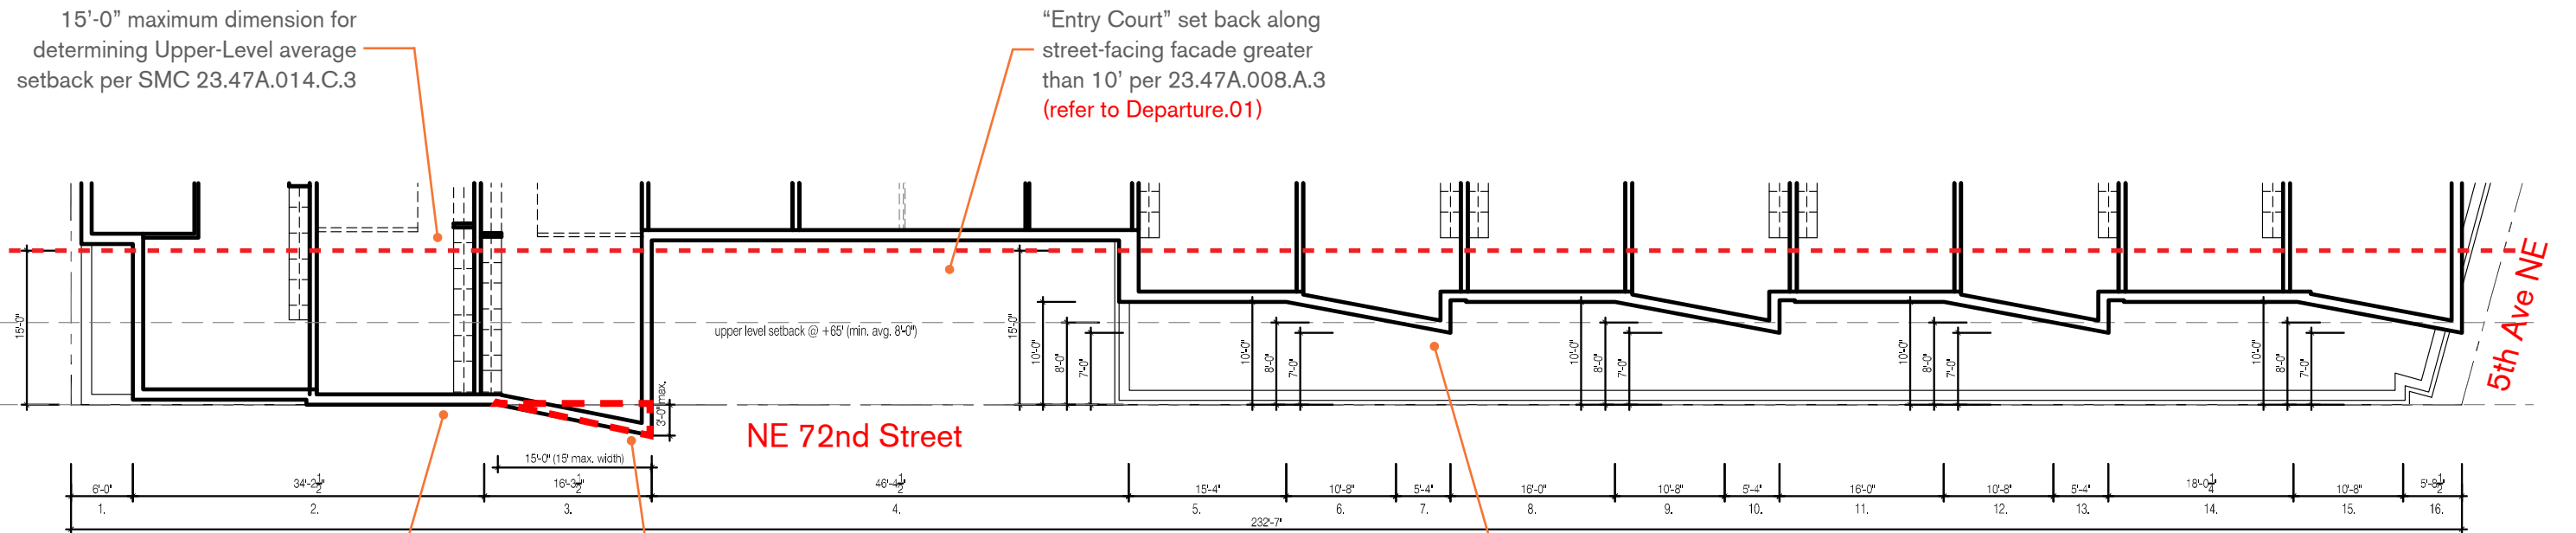 15’-0” maximum dimension for
determining Upper-Level average
setback per SMC 23.47A.014.C.3
“Entry Court” set back along
street-facing facade greater
than 10’ per 23.47A.008.A.3
(refer to Departure.01)
5th Ave NE
15'-0"
upper level setback @ +65' (min. avg. 8'-0")
15'-0"
10'-0"
8'-0"
7'-0"
10'-0"
8'-0"
7'-0"
10'-0"
8'-0"
7'-0"
10'-0"
8'-0"
7'-0"
10'-0"
8'-0"
7'-0"
3'-0" max.
NE 72nd Street
15'-0" (15' max. width)
6'-0" 34'-2½" 16'-3½" 46'-4½" 15'-4" 10'-8" 5'-4" 16'-0" 10'-8" 5'-4" 16'-0" 10'-8" 5'-4" 18'-0¼" 10'-8" 5'-8½"
1. 2. 3. 4. 5. 6. 7. 8. 9. 10. 11. 12. 13. 14. 15. 16.
232'-7"